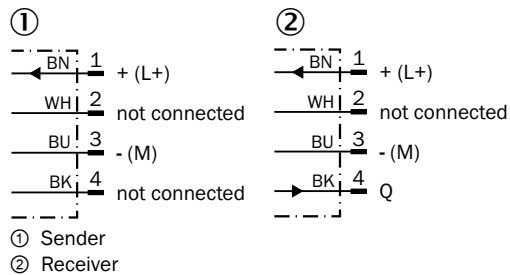 ① ②
BN 1 + (L+) BN 1 + (L+)
WH 2 not connected WH 2 not connected
BU 3 - (M) BU 3 - (M)
BK 4 not connected BK 4 Q
① Sender
② Receiver